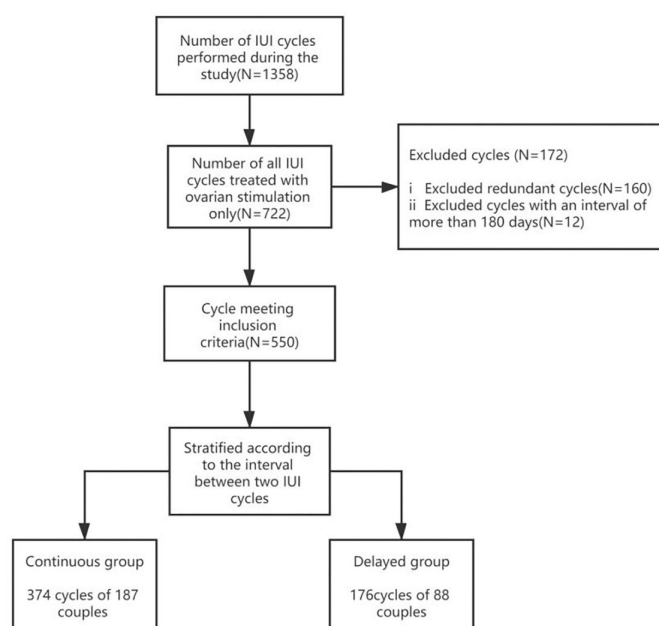 Number of IUI cycles
performed during the
study(N=1358)
Number of all IUI
cycles treated with
ovarian stimulation
only(N=722)
Excluded cycles (N=172)
i Excluded redundant cycles(N=160)
ii Excluded cycles with an interval of
more than 180 days(N=12)
Cycle meeting
inclusion
criteria(N=550)
Stratified according
to the interval
between two IUI
cycles
Continuous group
374 cycles of 187
couples
Delayed group
176cycles of 88
couples